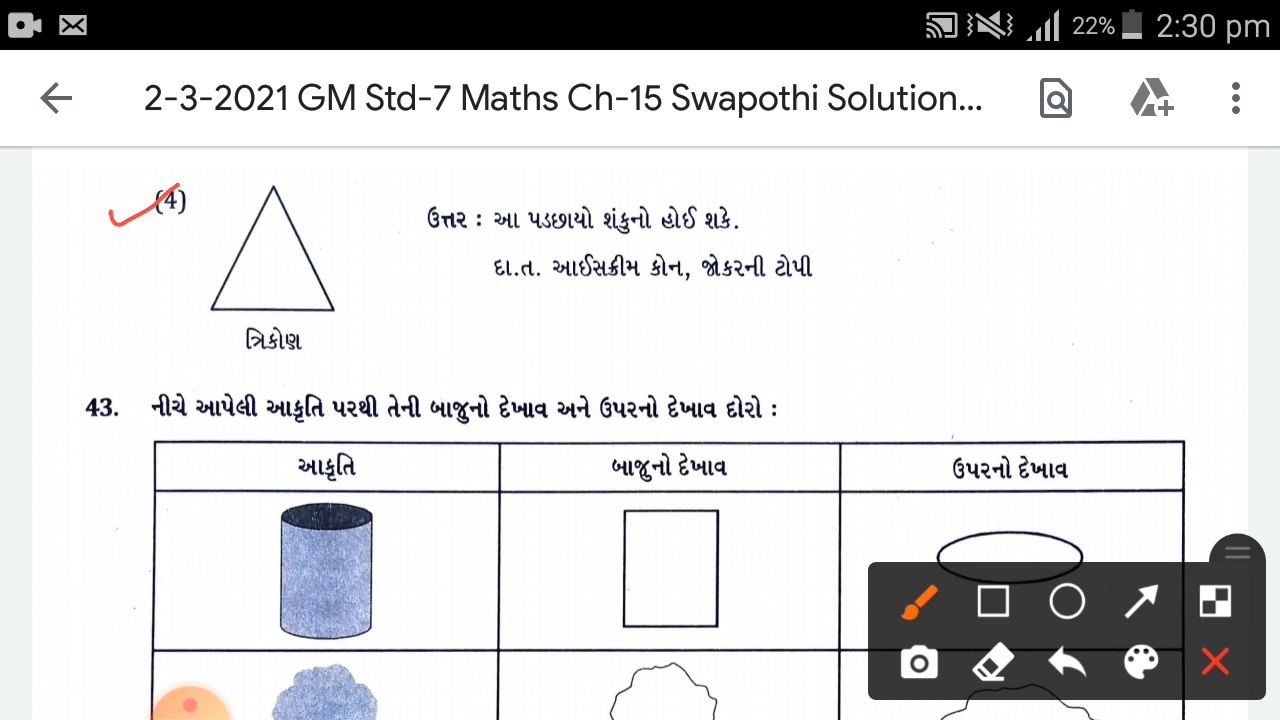 22% 2:30 pm
2-3-2021 GM Std-7 Maths Ch-15 Swapothi Solution...
(4)
ઉત્તર : આ પડછાયો શંકુનો હોઈ શકે.
દા.ત. આઈસક્રીમ કોન, જોકરની ટોપી
ત્રિકોણ
43. નીચે આપેલી આકૃતિ પરથી તેની બાજુનો દેખાવ અને ઉપરનો દેખાવ દોરો :
આકૃતિ બાજુનો દેખાવ ઉપરનો દેખાવ